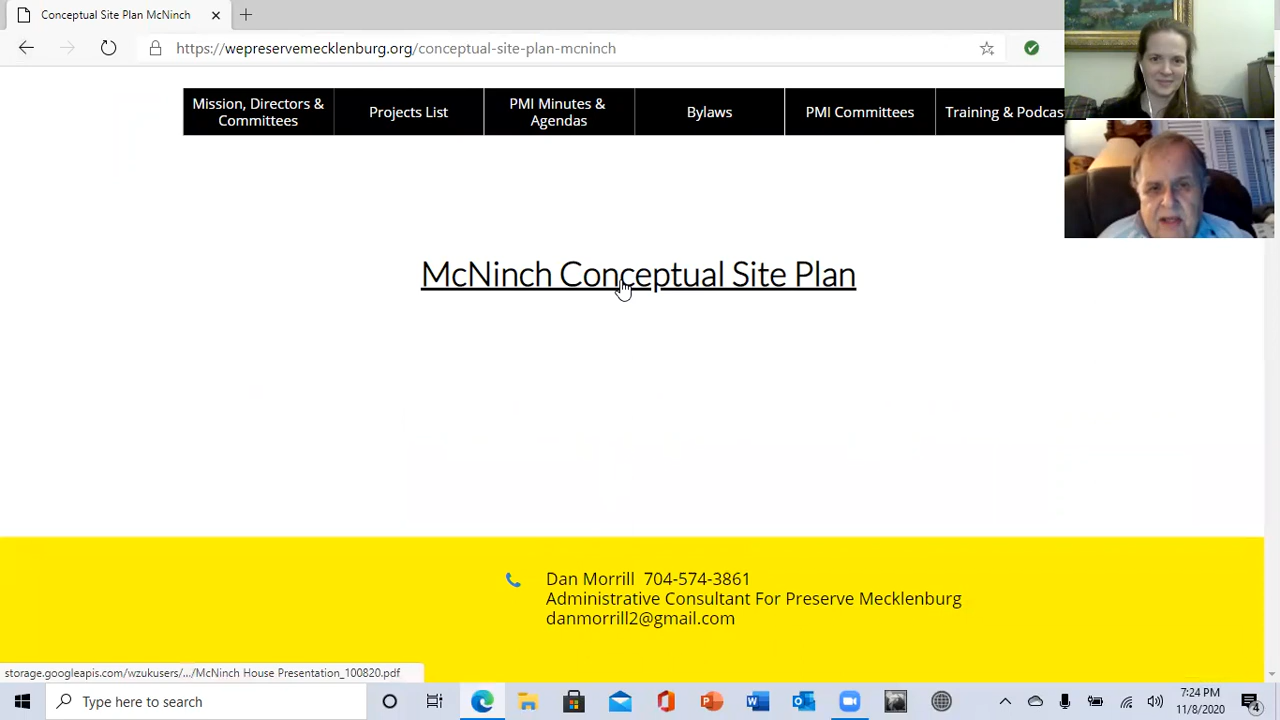 Conceptual Site Plan McNinch
https://wepreservemecklenburg.org/conceptual-site-plan-mcninch
Mission, Directors & Committees
Projects List
PMI Minutes & Agendas
Bylaws
PMI Committees
Training & Podcas
McNinch Conceptual Site Plan
Dan Morrill 704-574-3861
Administrative Consultant For Preserve Mecklenburg
danmorrill2@gmail.com
storage.googleapis.com/wzukusers/.../McNinch House Presentation_100820.pdf
Type here to search
7:24 PM
11/8/2020
4